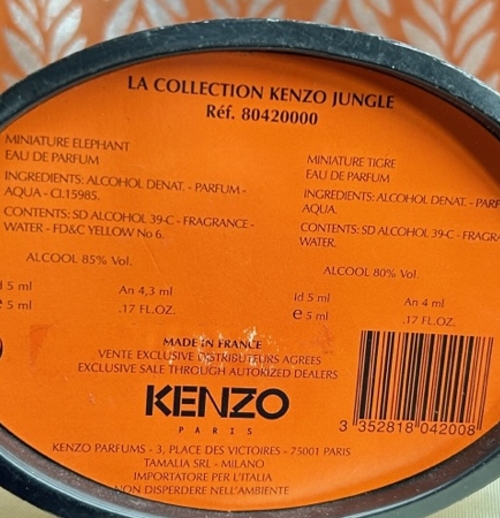 LA COLLECTION KENZO JUNGLE
Réf. 80420000
MINIATURE ELEPHANT
EAU DE PARFUM
INGREDIENTS: ALCOHOL DENAT. - PARFUM -
AQUA - CI.15985.
CONTENTS: SD ALCOHOL 39-C - FRAGRANCE -
WATER - FD&C YELLOW No 6.
ALCOOL 85% Vol.
5 ml An 4,3 ml
5 ml .17 FL.OZ.
MINIATURE TIGRE
EAU DE PARFUM
INGREDIENTS: ALCOHOL DENAT. - PARF
AQUA.
CONTENTS: SD ALCOHOL 39-C - FRAGR
WATER.
ALCOOL 80% Vol.
Id 5 ml An 4 ml
e 5 ml .17 FL.OZ.
MADE IN FRANCE
VENTE EXCLUSIVE DISTRIBUTEURS AGREES
EXCLUSIVE SALE THROUGH AUTORIZED DEALERS
KENZO
PARIS
3 352818 042008
KENZO PARFUMS - 3, PLACE DES VICTOIRES - 75001 PARIS
TAMALIA SRL - MILANO
IMPORTATORE PER L'ITALIA
NON DISPERDERE NELL'AMBIENTE